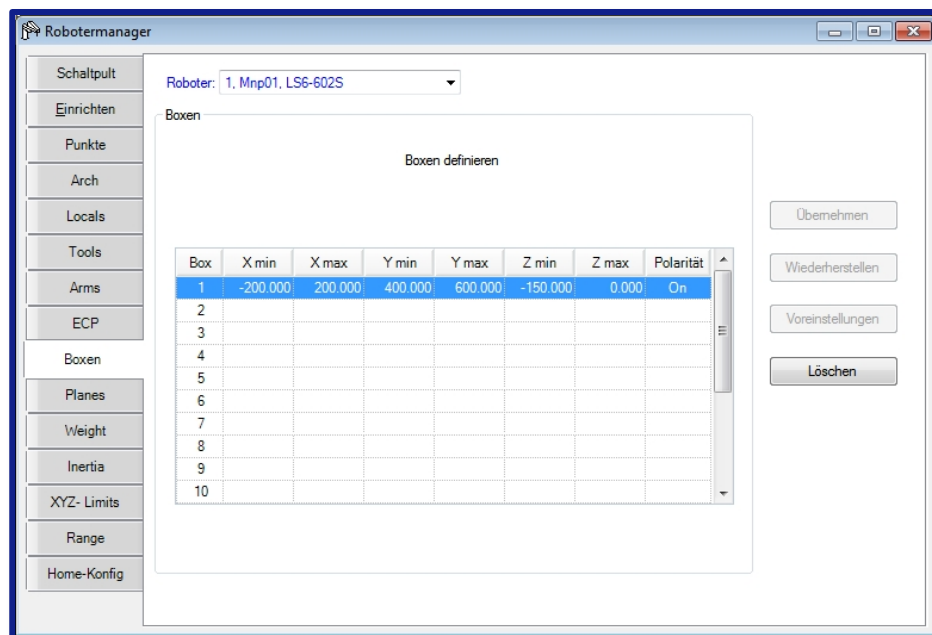 Robotermanager
Schaltpult
Einrichten
Punkte
Arch
Locals
Tools
Arms
ECP
Boxen
Planes
Weight
Inertia
XYZ- Limits
Range
Home-Konfig
Roboter: 1, Mnp01, LS6-602S
Boxen
Boxen definieren
Box X min X max Y min Y max Z min Z max Polarität
1 -200.000 200.000 400.000 600.000 -150.000 0.000 On
2
3
4
5
6
7
8
9
10
Übernehmen
Wiederherstellen
Voreinstellungen
Löschen